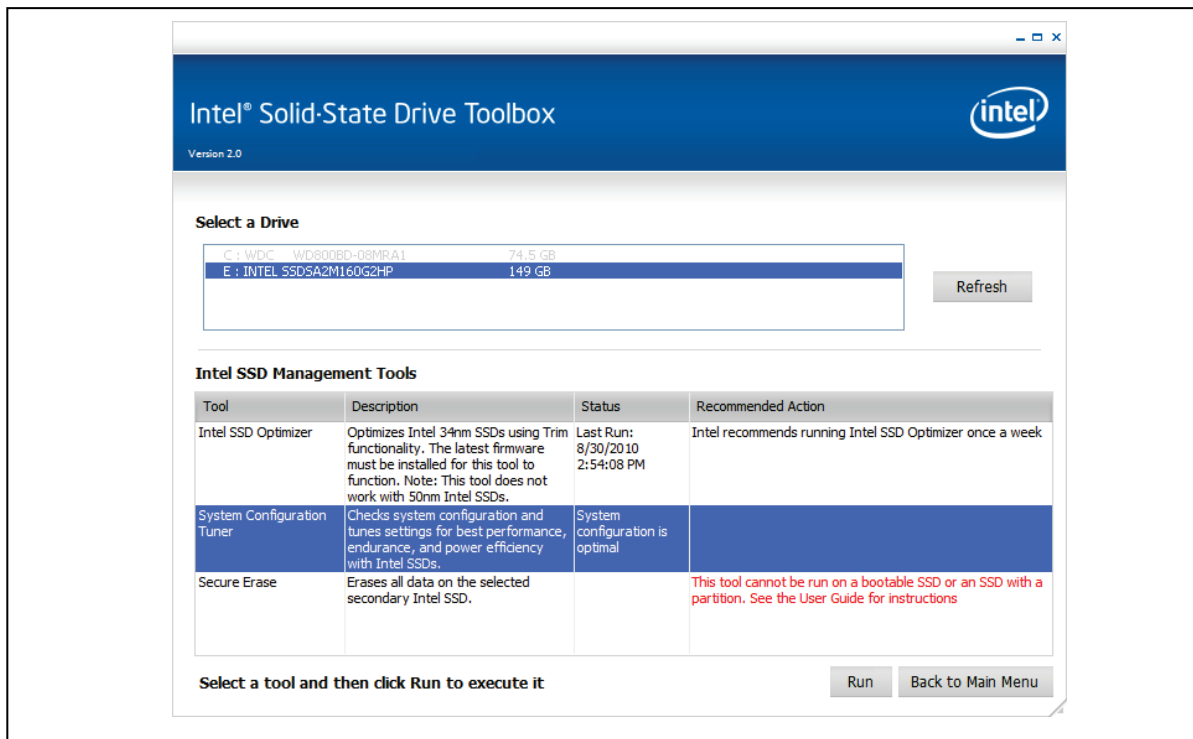 Intel® Solid-State Drive Toolbox
intel
Version 2.0
Select a Drive
C : WDC WD800BD-08MRA1 74.5 GB
E : INTEL SSDSA2M160G2HP 149 GB
Refresh
Intel SSD Management Tools
Tool Description Status Recommended Action
Intel SSD Optimizer
Optimizes Intel 34nm SSDs using Trim
functionality. The latest firmware
must be installed for this tool to
function. Note: This tool does not
work with 50nm Intel SSDs.
Last Run:
8/30/2010
2:54:08 PM
Intel recommends running Intel SSD Optimizer once a week
System Configuration
Tuner
Checks system configuration and
tunes settings for best performance,
endurance, and power efficiency
with Intel SSDs.
System
configuration is
optimal
Secure Erase
Erases all data on the selected
secondary Intel SSD.
This tool cannot be run on a bootable SSD or an SSD with a
partition. See the User Guide for instructions
Select a tool and then click Run to execute it
Run
Back to Main Menu